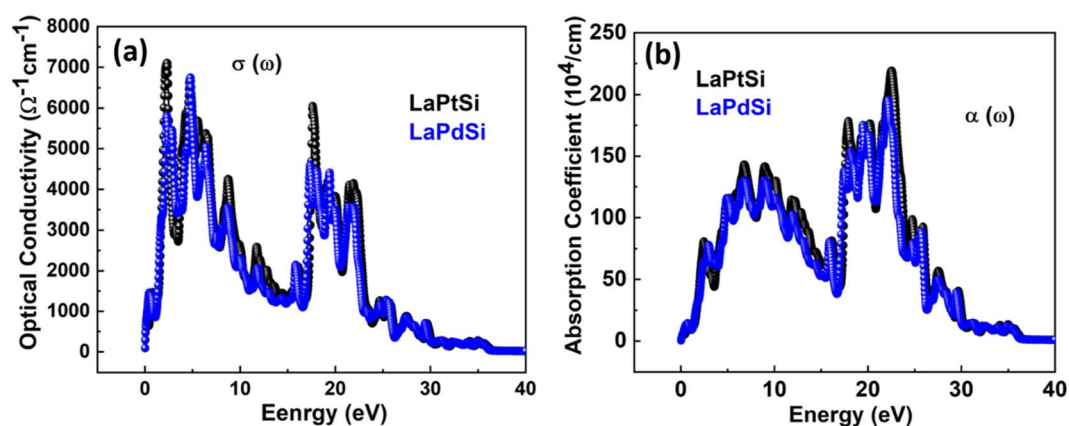 Optical Conductivity (Ω⁻¹cm⁻¹)
8000
7000
6000
5000
4000
3000
2000
1000
0
(a)
σ (ω)
LaPtSi
LaPdSi
0
10
20
30
40
Eenrgy (eV)
Absorption Coefficient (10⁴/cm)
250
200
150
100
50
0
(b)
LaPtSi
LaPdSi
α (ω)
0
10
20
30
40
Energy (eV)